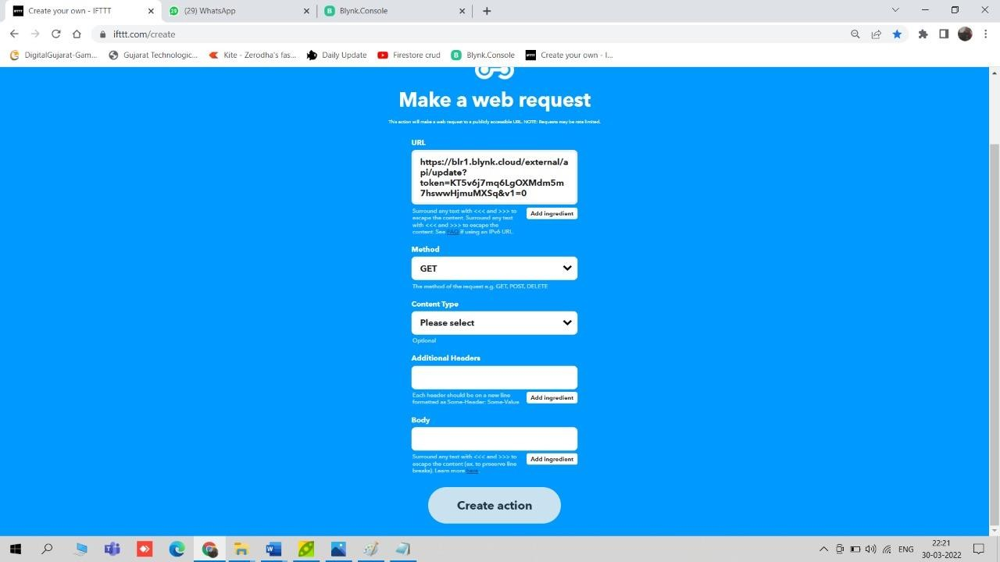 Create your own - IFTTT
(29) WhatsApp
Blynk.Console
ifttt.com/create
DigitalGujarat-Gam...
Gujarat Technologic...
Kite - Zerodha's fas...
Daily Update
Firestore crud
Blynk.Console
Create your own - I...
Make a web request
This action will make a web request to a publicly accessible URL. NOTE: Requests may be rate limited.
URL
https://blr1.blynk.cloud/external/a
pi/update?
token=KT5v6j7mq6LgOXMdm5m
7hswwHjmuMXSq&v1=0
Surround any text with <<< and >>> to
escape the content. Surround any text
with <<< and >>> to escape the
content. See FAQ if using an IPv6 URL.
Add ingredient
Method
GET
The method of the request e.g. GET, POST, DELETE
Content Type
Please select
Optional
Additional Headers
Each header should be on a new line
formatted as Some-Header: Some-Value
Add ingredient
Body
Surround any text with <<< and >>> to
escape the content (ex. to preserve line
breaks). Learn more here
Add ingredient
Create action
ENG
22:21
30-03-2022